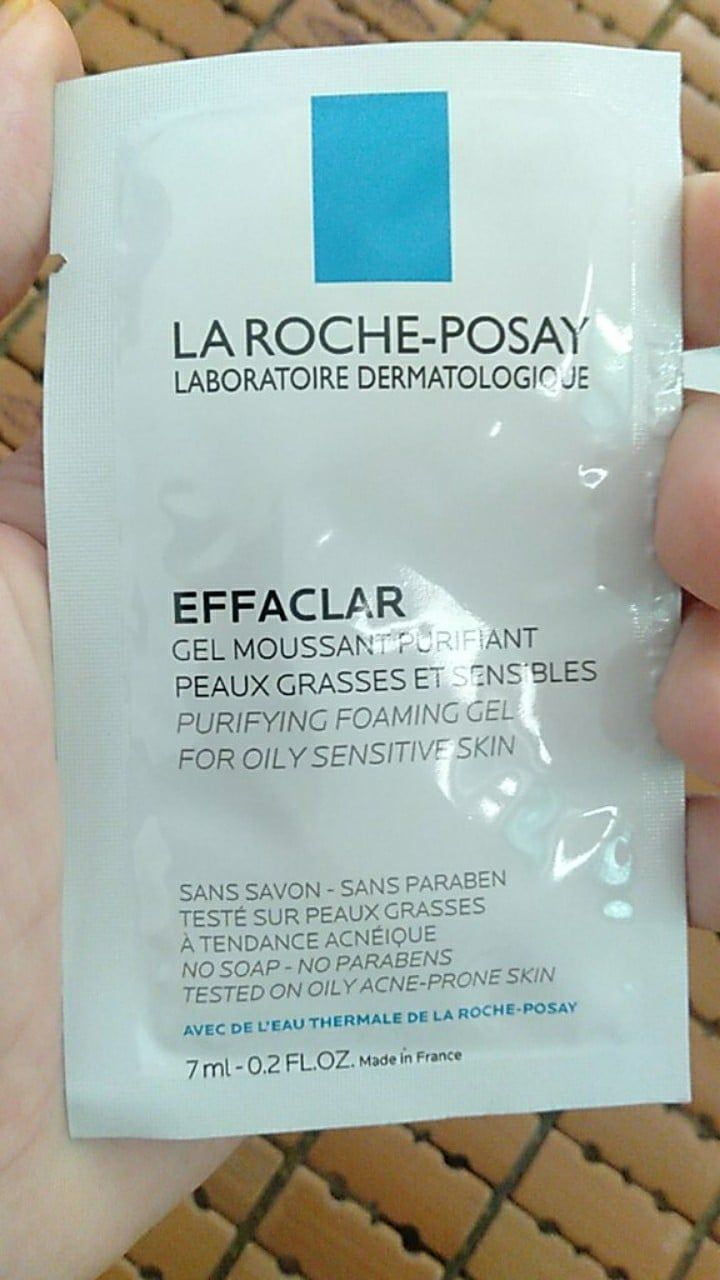 LA ROCHE-POSAY
LABORATOIRE DERMATOLOGIQUE
EFFACLAR
GEL MOUSSANT PURIFIANT
PEAUX GRASSES ET SENSIBLES
PURIFYING FOAMING GEL
FOR OILY SENSITIVE SKIN
SANS SAVON - SANS PARABEN
TESTÉ SUR PEAUX GRASSES
À TENDANCE ACNÉIQUE
NO SOAP - NO PARABENS
TESTED ON OILY ACNE-PRONE SKIN
AVEC DE L'EAU THERMALE DE LA ROCHE-POSAY
7 ml - 0.2 FL.OZ. Made in France